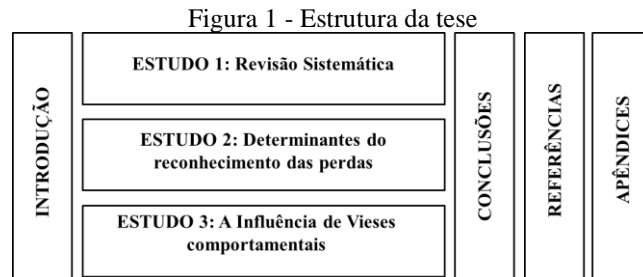 Figura 1 - Estrutura da tese
INTRODUÇÃO
ESTUDO 1: Revisão Sistemática
ESTUDO 2: Determinantes do
reconhecimento das perdas
ESTUDO 3: A Influência de Vieses
comportamentais
CONCLUSÕES
REFERÊNCIAS
APÊNDICES